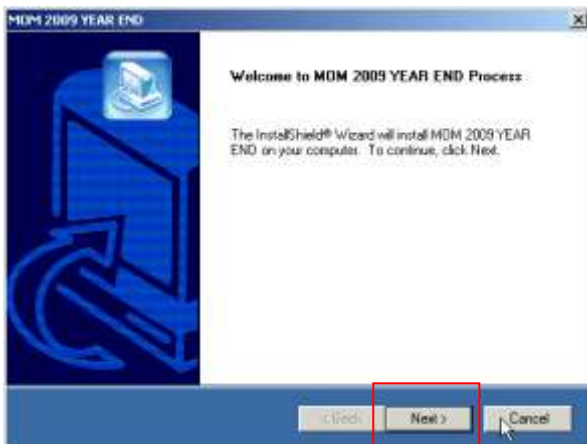 MOM 2009 YEAR END
Welcome to MOM 2009 YEAR END Process
The InstallShield® Wizard will install MOM 2009 YEAR
END on your computer. To continue, click Next.
< Back
Next >
Cancel